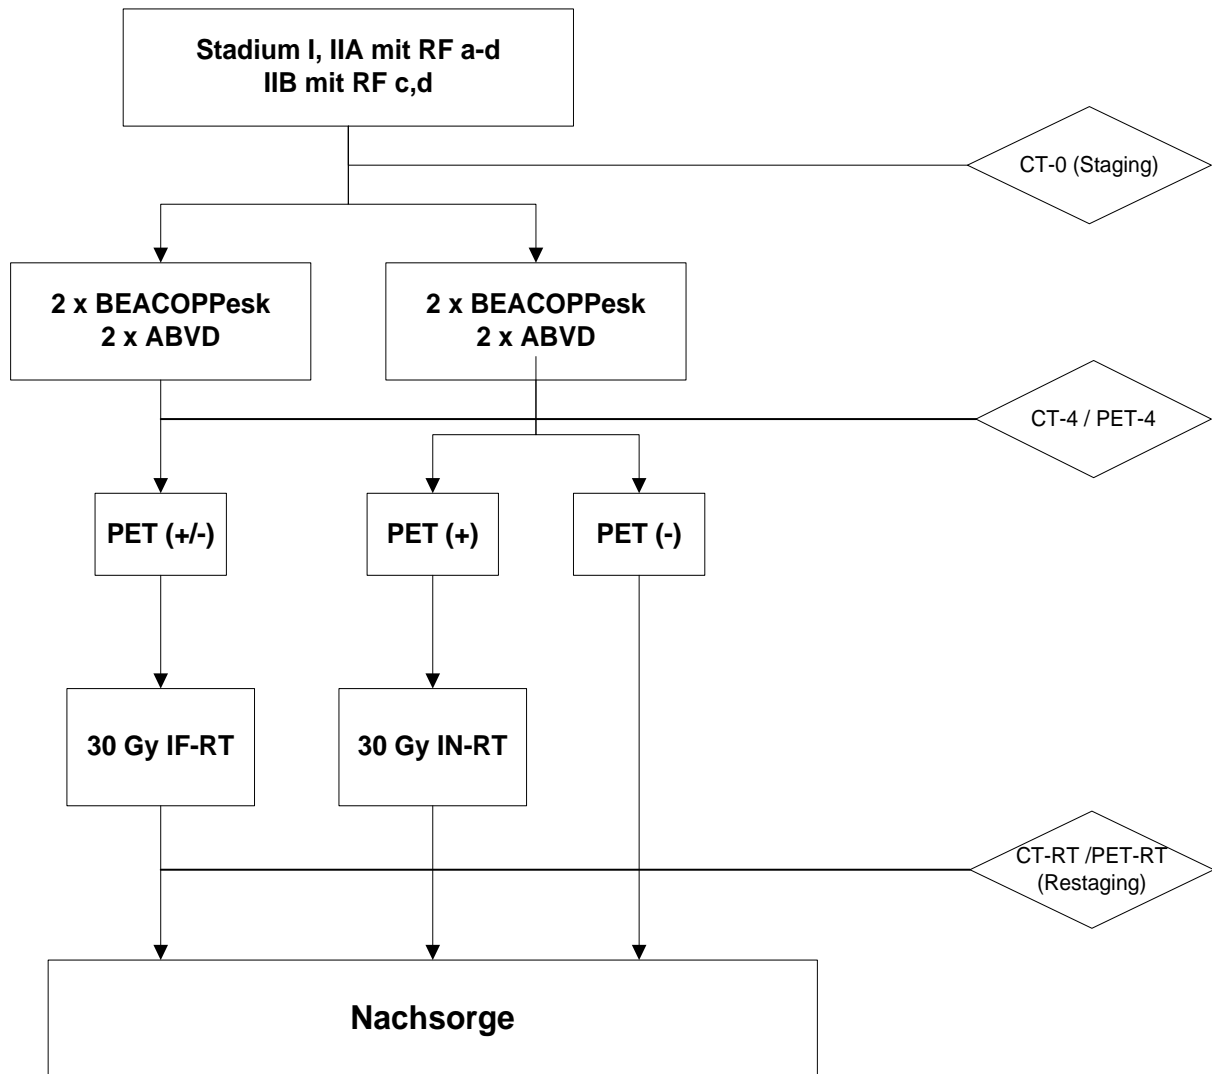 Stadium I, IIA mit RF a-d
IIB mit RF c,d
CT-0 (Staging)
2 x BEACOPPesk
2 x ABVD
2 x BEACOPPesk
2 x ABVD
CT-4 / PET-4
PET (+/-)
PET (+)
PET (-)
30 Gy IF-RT
30 Gy IN-RT
CT-RT /PET-RT
(Restaging)
Nachsorge